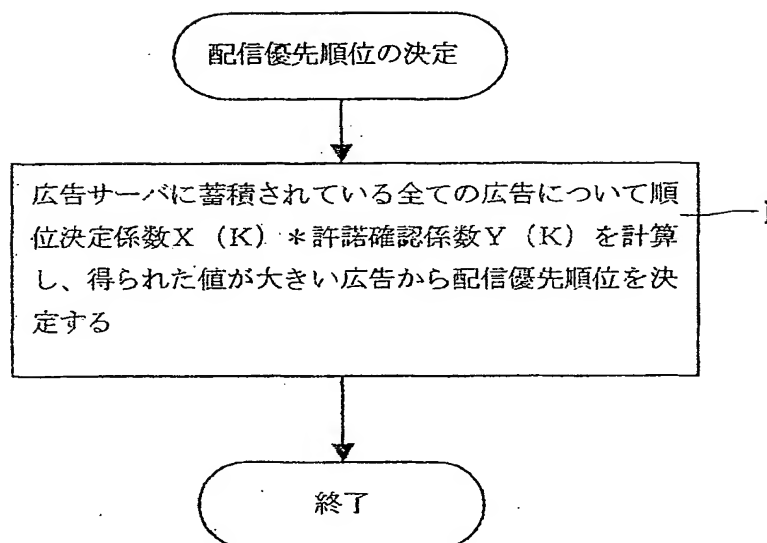 配信優先順位の決定
広告サーバに蓄積されている全ての広告について順
位決定係数X（K）＊許諾確認係数Y（K）を計算
し、得られた値が大きい広告から配信優先順位を決
定する
終了